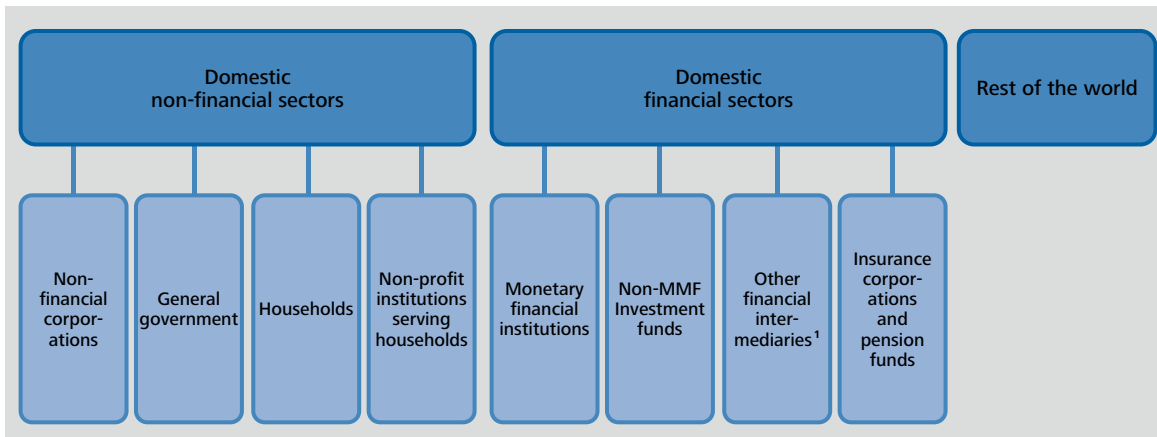 Domestic
non-financial sectors
Domestic
financial sectors
Rest of the world
Non-
financial
corpor-
ations
General
government
Households
Non-profit
institutions
serving
households
Monetary
financial
institutions
Non-MMF
Investment
funds
Other
financial
inter-
mediaries¹
Insurance
corpor-
ations
and
pension
funds